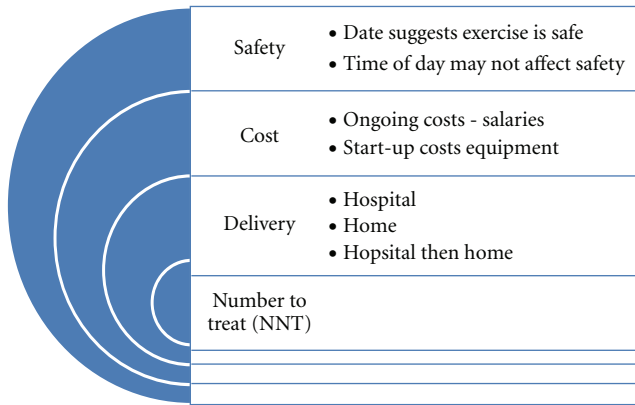 Safety
• Date suggests exercise is safe
• Time of day may not affect safety
Cost
• Ongoing costs - salaries
• Start-up costs equipment
Delivery
• Hospital
• Home
• Hopsital then home
Number to
treat (NNT)